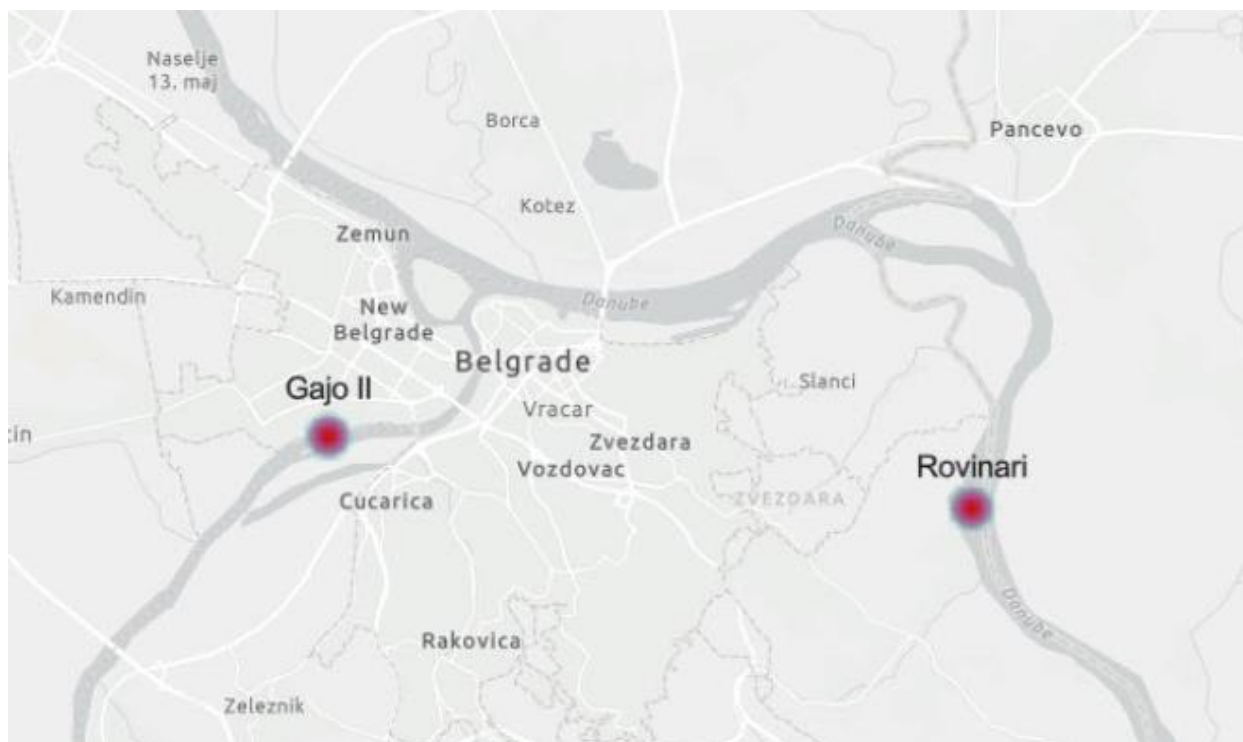 Naselje
13. maj
Borca
Pancevo
Kotez
Zemun
Danube
Kamendin
New
Belgrade
Danube
Belgrade
Gajo II
Slanci
Vracar
cin
Zvezdara
Vozdovac
Rovinari
Cucarica
ZVEZDARA
Danube
Rakovica
Zeleznik